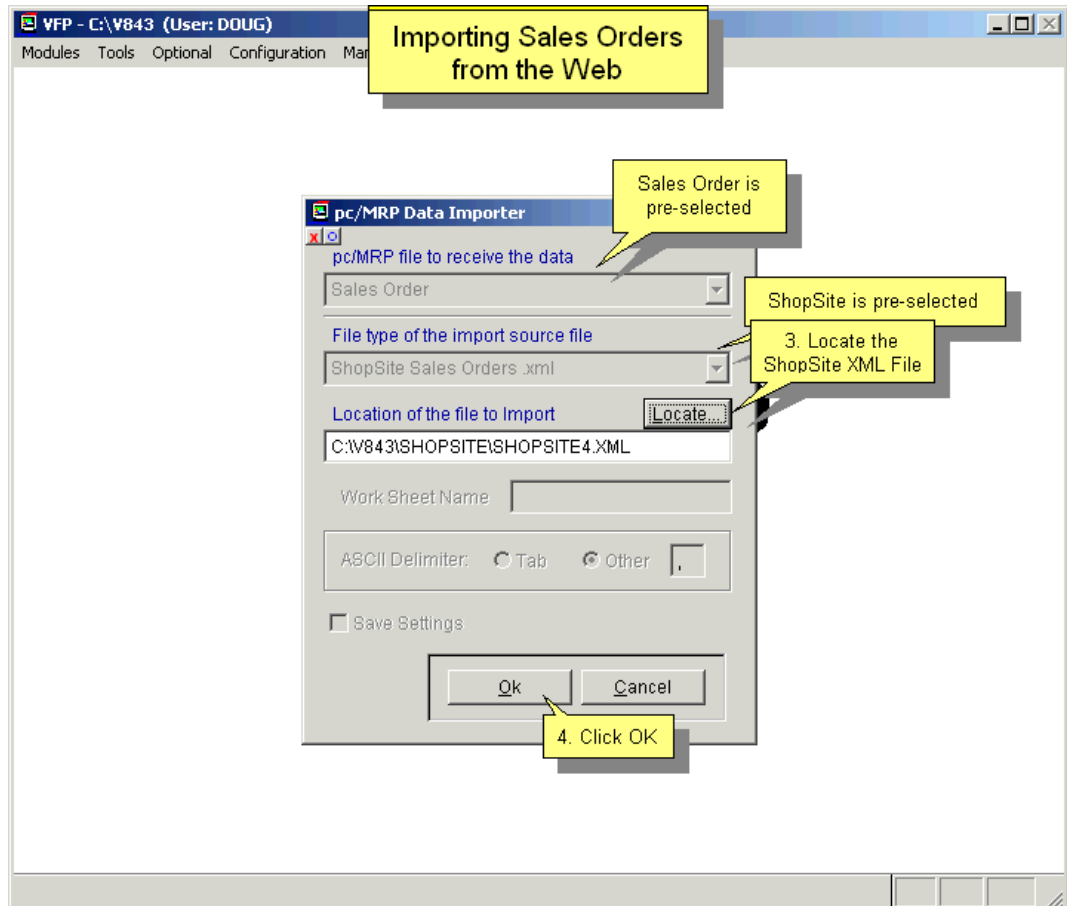 VFP - C:\V843 (User: DOUG)
Modules Tools Optional Configuration Man
Importing Sales Orders
from the Web
Sales Order is
pre-selected
pc/MRP Data Importer
pc/MRP file to receive the data
Sales Order
ShopSite is pre-selected
File type of the import source file
3. Locate the
ShopSite XML File
ShopSite Sales Orders .xml
Location of the file to Import
Locate...
C:\V843\SHOPSITE\SHOPSITE4.XML
Work Sheet Name
ASCII Delimiter: Tab Other ,
Save Settings
Ok Cancel
4. Click OK